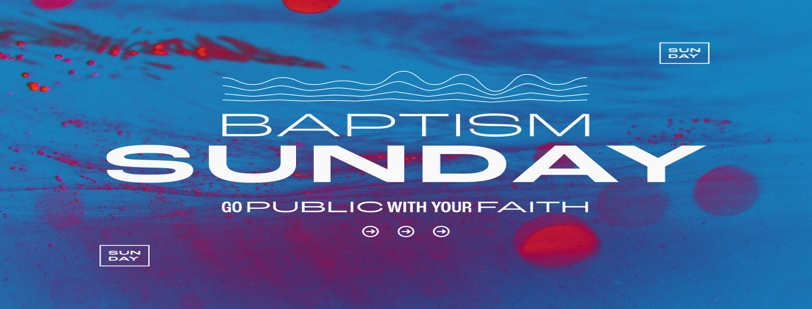 SUN
DAY
BAPTISM
SUNDAY
GO PUBLIC WITH YOUR FAITH
SUN
DAY